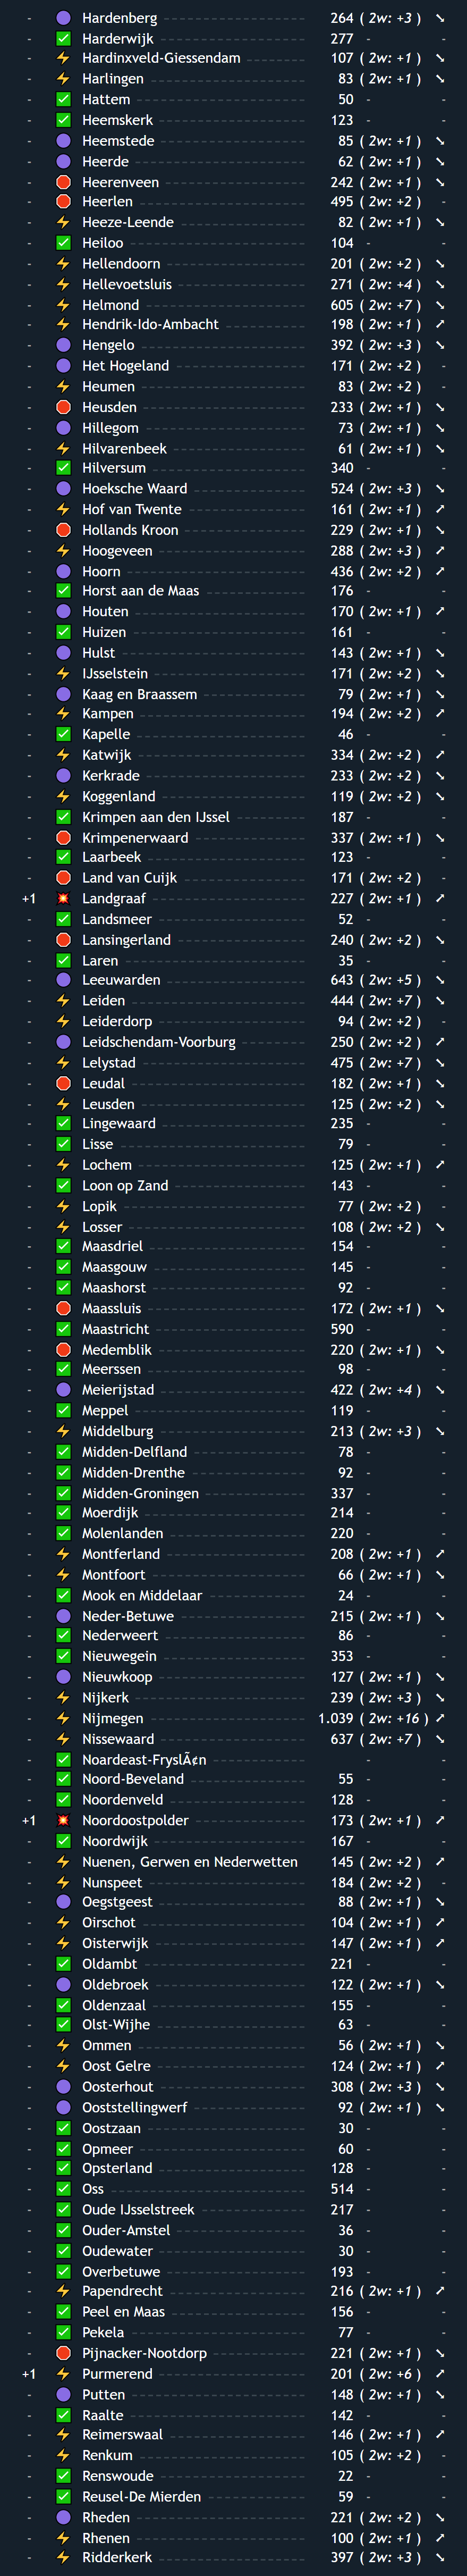 - 🟣 Hardenberg 264 ( 2w: +3 ) ↘
- ✅ Harderwijk 277 - -
- ⚡ Hardinxveld-Giessendam 107 ( 2w: +1 ) ↘
- ⚡ Harlingen 83 ( 2w: +1 ) ↘
- ✅ Hattem 50 - -
- ✅ Heemskerk 123 - -
- 🟣 Heemstede 85 ( 2w: +1 ) ↘
- 🟣 Heerde 62 ( 2w: +1 ) ↘
- 🛑 Heerenveen 242 ( 2w: +1 ) ↘
- 🛑 Heerlen 495 ( 2w: +2 ) -
- ⚡ Heeze-Leende 82 ( 2w: +1 ) ↘
- ✅ Heiloo 104 - -
- ⚡ Hellendoorn 201 ( 2w: +2 ) ↘
- ⚡ Hellevoetsluis 271 ( 2w: +4 ) ↘
- ⚡ Helmond 605 ( 2w: +7 ) ↘
- ⚡ Hendrik-Ido-Ambacht 198 ( 2w: +1 ) ↗
- 🟣 Hengelo 392 ( 2w: +3 ) ↘
- 🟣 Het Hogeland 171 ( 2w: +2 ) -
- ⚡ Heumen 83 ( 2w: +2 ) -
- 🛑 Heusden 233 ( 2w: +1 ) ↘
- 🟣 Hillegom 73 ( 2w: +1 ) ↘
- ⚡ Hilvarenbeek 61 ( 2w: +1 ) ↘
- ✅ Hilversum 340 - -
- 🟣 Hoeksche Waard 524 ( 2w: +3 ) ↘
- ⚡ Hof van Twente 161 ( 2w: +1 ) ↗
- 🛑 Hollands Kroon 229 ( 2w: +1 ) ↘
- ⚡ Hoogeveen 288 ( 2w: +3 ) ↗
- 🟣 Hoorn 436 ( 2w: +2 ) ↗
- ✅ Horst aan de Maas 176 - -
- 🟣 Houten 170 ( 2w: +1 ) ↗
- ✅ Huizen 161 - -
- 🟣 Hulst 143 ( 2w: +1 ) ↘
- ⚡ IJsselstein 171 ( 2w: +2 ) ↘
- 🟣 Kaag en Braassem 79 ( 2w: +1 ) ↘
- ⚡ Kampen 194 ( 2w: +2 ) ↗
- ✅ Kapelle 46 - -
- ⚡ Katwijk 334 ( 2w: +2 ) ↗
- 🟣 Kerkrade 233 ( 2w: +2 ) ↘
- ⚡ Koggenland 119 ( 2w: +2 ) ↘
- ✅ Krimpen aan den IJssel 187 - -
- 🛑 Krimpenerwaard 337 ( 2w: +1 ) ↘
- ✅ Laarbeek 123 - -
- 🛑 Land van Cuijk 171 ( 2w: +2 ) -
+1 💥 Landgraaf 227 ( 2w: +1 ) ↗
- ✅ Landsmeer 52 - -
- 🛑 Lansingerland 240 ( 2w: +2 ) ↘
- ✅ Laren 35 - -
- 🟣 Leeuwarden 643 ( 2w: +5 ) ↘
- ⚡ Leiden 444 ( 2w: +7 ) ↘
- ⚡ Leiderdorp 94 ( 2w: +2 ) -
- 🟣 Leidschendam-Voorburg 250 ( 2w: +2 ) ↗
- ⚡ Lelystad 475 ( 2w: +7 ) ↘
- 🛑 Leudal 182 ( 2w: +1 ) ↘
- ⚡ Leusden 125 ( 2w: +2 ) ↘
- ✅ Lingewaard 235 - -
- ✅ Lisse 79 - -
- ⚡ Lochem 125 ( 2w: +1 ) ↗
- ✅ Loon op Zand 143 - -
- ⚡ Lopik 77 ( 2w: +2 ) -
- ⚡ Losser 108 ( 2w: +2 ) ↘
- ✅ Maasdriel 154 - -
- ✅ Maasgouw 145 - -
- ✅ Maashorst 92 - -
- 🛑 Maassluis 172 ( 2w: +1 ) ↘
- ✅ Maastricht 590 - -
- 🛑 Medemblik 220 ( 2w: +1 ) ↘
- ✅ Meerssen 98 - -
- 🟣 Meierijstad 422 ( 2w: +4 ) ↘
- ✅ Meppel 119 - -
- ⚡ Middelburg 213 ( 2w: +3 ) ↘
- ✅ Midden-Delfland 78 - -
- ✅ Midden-Drenthe 92 - -
- ✅ Midden-Groningen 337 - -
- ✅ Moerdijk 214 - -
- ✅ Molenlanden 220 - -
- ⚡ Montferland 208 ( 2w: +1 ) ↗
- ⚡ Montfoort 66 ( 2w: +1 ) ↘
- ✅ Mook en Middelaar 24 - -
- 🟣 Neder-Betuwe 215 ( 2w: +1 ) ↘
- ✅ Nederweert 86 - -
- ✅ Nieuwegein 353 - -
- 🟣 Nieuwkoop 127 ( 2w: +1 ) ↘
- ⚡ Nijkerk 239 ( 2w: +3 ) ↘
- ⚡ Nijmegen 1.039 ( 2w: +16 ) ↗
- ⚡ Nissewaard 637 ( 2w: +7 ) ↘
- ✅ Noardeast-FryslÃ¢n - -
- ✅ Noord-Beveland 55 - -
- ✅ Noordenveld 128 - -
+1 💥 Noordoostpolder 173 ( 2w: +1 ) ↗
- ✅ Noordwijk 167 - -
- ⚡ Nuenen, Gerwen en Nederwetten 145 ( 2w: +2 ) ↗
- ⚡ Nunspeet 184 ( 2w: +2 ) -
- 🟣 Oegstgeest 88 ( 2w: +1 ) ↘
- ⚡ Oirschot 104 ( 2w: +1 ) ↗
- ⚡ Oisterwijk 147 ( 2w: +1 ) ↗
- ✅ Oldambt 221 - -
- 🟣 Oldebroek 122 ( 2w: +1 ) ↘
- ✅ Oldenzaal 155 - -
- ✅ Olst-Wijhe 63 - -
- ⚡ Ommen 56 ( 2w: +1 ) ↘
- ⚡ Oost Gelre 124 ( 2w: +1 ) ↗
- 🟣 Oosterhout 308 ( 2w: +3 ) ↘
- 🟣 Ooststellingwerf 92 ( 2w: +1 ) ↘
- ✅ Oostzaan 30 - -
- ✅ Opmeer 60 - -
- ✅ Opsterland 128 - -
- ✅ Oss 514 - -
- ✅ Oude IJsselstreek 217 - -
- ✅ Ouder-Amstel 36 - -
- ✅ Oudewater 30 - -
- ✅ Overbetuwe 193 - -
- ⚡ Papendrecht 216 ( 2w: +1 ) ↗
- ✅ Peel en Maas 156 - -
- ✅ Pekela 77 - -
- 🛑 Pijnacker-Nootdorp 221 ( 2w: +1 ) ↘
+1 ⚡ Purmerend 201 ( 2w: +6 ) ↗
- 🟣 Putten 148 ( 2w: +1 ) ↘
- ✅ Raalte 142 - -
- ⚡ Reimerswaal 146 ( 2w: +1 ) ↗
- ⚡ Renkum 105 ( 2w: +2 ) -
- ✅ Renswoude 22 - -
- ✅ Reusel-De Mierden 59 - -
- 🟣 Rheden 221 ( 2w: +2 ) ↘
- ⚡ Rhenen 100 ( 2w: +1 ) ↗
- ⚡ Ridderkerk 397 ( 2w: +3 ) ↘